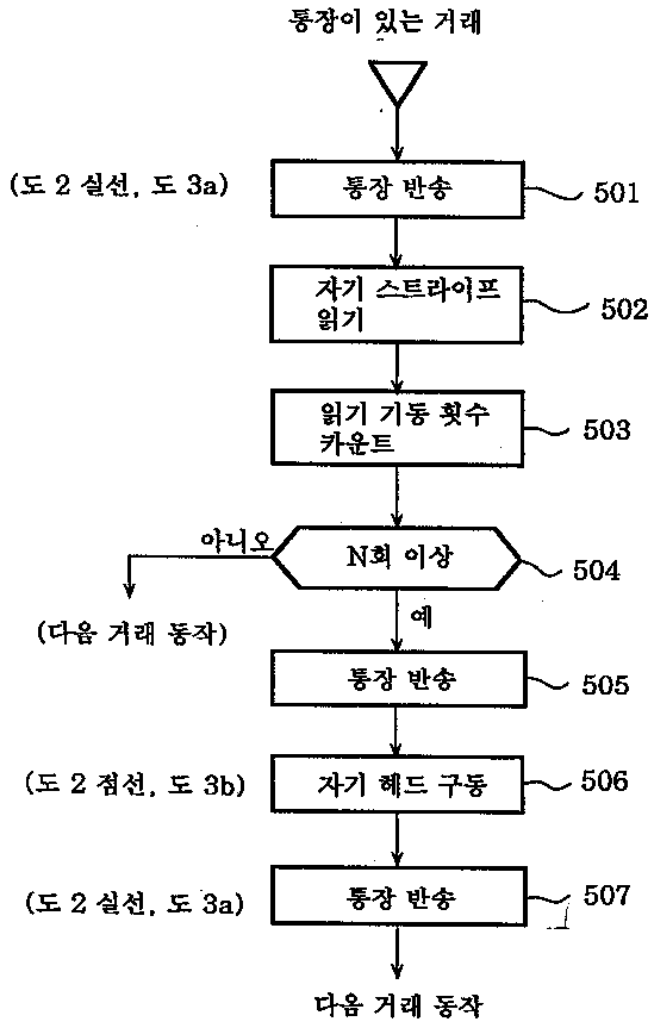 통장이 있는 거래
(도 2 실선, 도 3a)
통장 반송
501
자기 스트라이프
읽기
502
읽기 기동 횟수
카운트
503
아니오
N회 이상
504
예
(다음 거래 동작)
통장 반송
505
(도 2 점선, 도 3b)
자기 헤드 구동
506
(도 2 실선, 도 3a)
통장 반송
507
다음 거래 동작